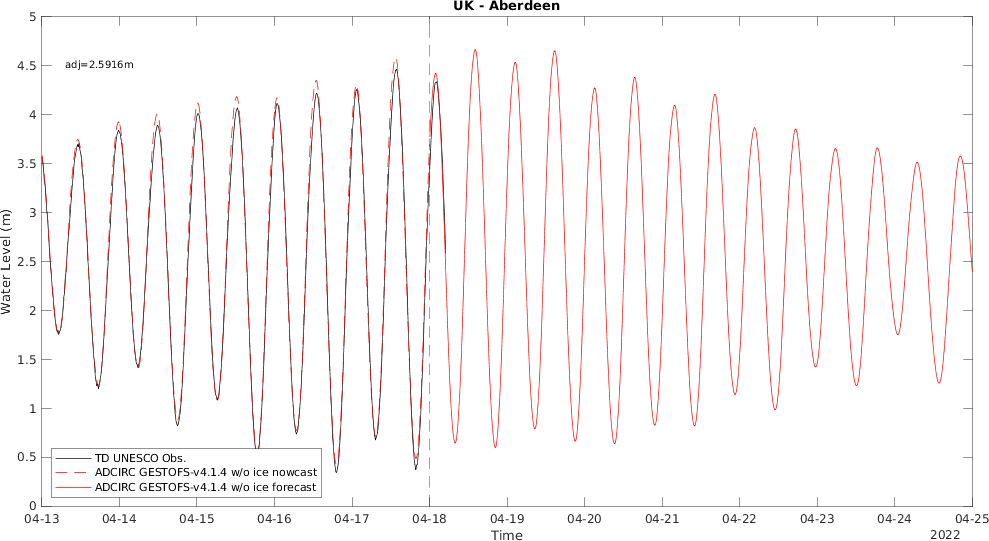 UK - Aberdeen
5
4.5
4
3.5
3
2.5
2
1.5
1
0.5
0
Water Level (m)
adj=2.5916m
TD UNESCO Obs.
ADCIRC GESTOFS-v4.1.4 w/o ice nowcast
ADCIRC GESTOFS-v4.1.4 w/o ice forecast
04-13 04-14 04-15 04-16 04-17 04-18 04-19 04-20 04-21 04-22 04-23 04-24 04-25
Time
2022